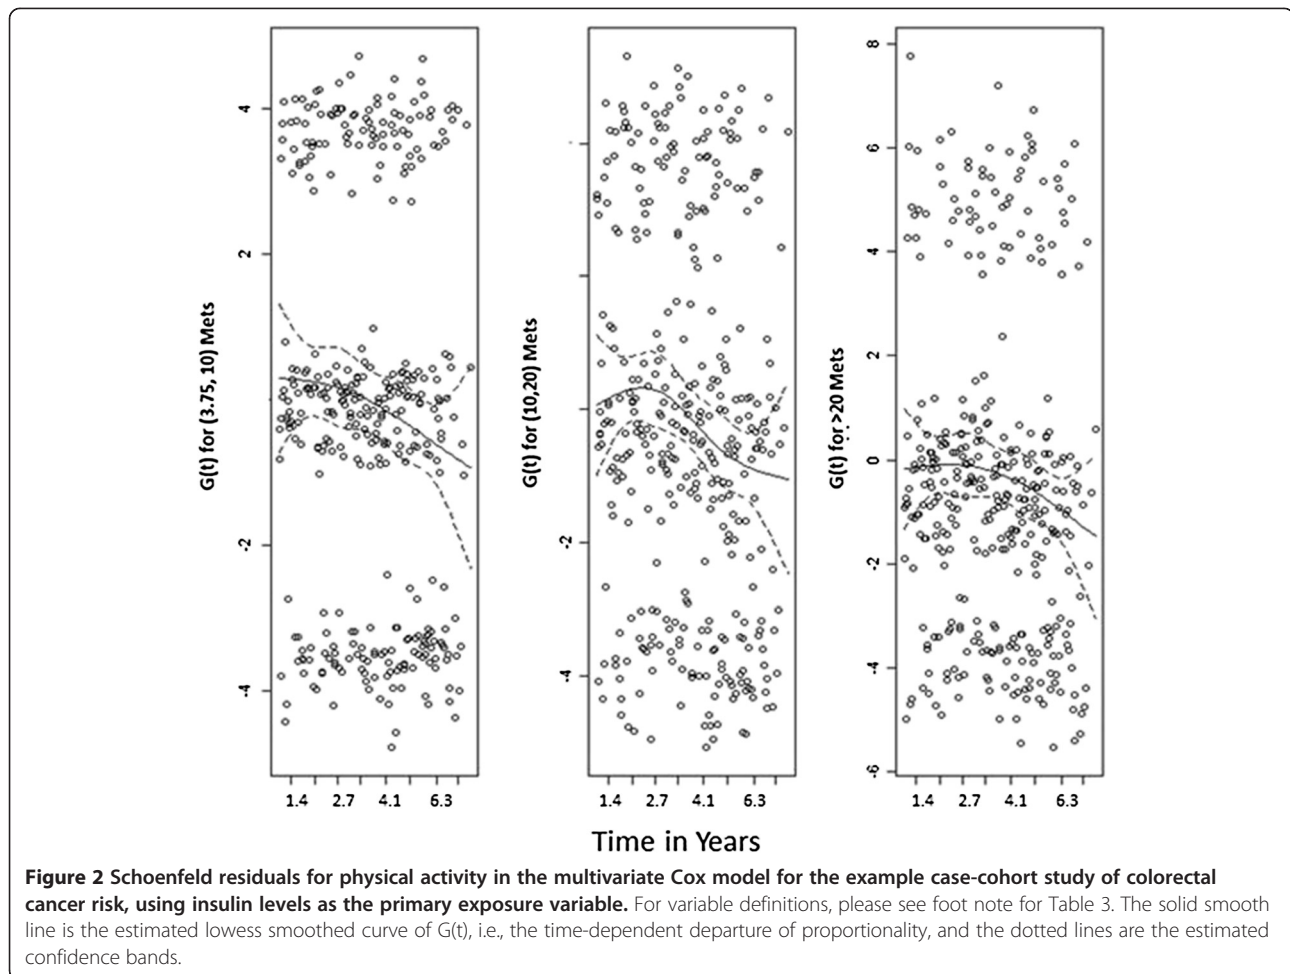 4
2
-2
-4
G(t) for (3.75, 10) Mets
1.4 2.7 4.1 6.3
-2
-4
G(t) for (10,20) Mets
1.4 2.7 4.1 6.3
8
6
4
2
0
-2
-4
-6
G(t) for >20 Mets
1.4 2.7 4.1 6.3
Time in Years
Figure 2 Schoenfeld residuals for physical activity in the multivariate Cox model for the example case-cohort study of colorectal
cancer risk, using insulin levels as the primary exposure variable. For variable definitions, please see foot note for Table 3. The solid smooth
line is the estimated lowess smoothed curve of G(t), i.e., the time-dependent departure of proportionality, and the dotted lines are the estimated
confidence bands.